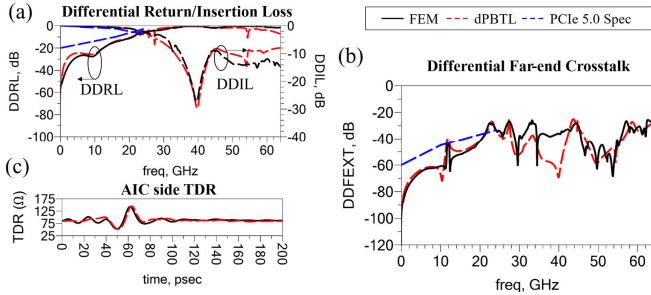 (a) Differential Return/Insertion Loss
DDRL, dB
0
-20
-40
-60
-80
-100
DDRL
DDIL
0
-10
-20
-30
-40
DDIL, dB
0 10 20 30 40 50 60
freq, GHz
(c)
AIC side TDR
TDR (Ω)
175
125
75
25
0 20 40 60 80 100 120 140 160 180 200
time, psec
FEM dPBTL PCIe 5.0 Spec
(b) Differential Far-end Crosstalk
DDFEXT, dB
0
-20
-40
-60
-80
-100
-120
0 10 20 30 40 50 60
freq, GHz